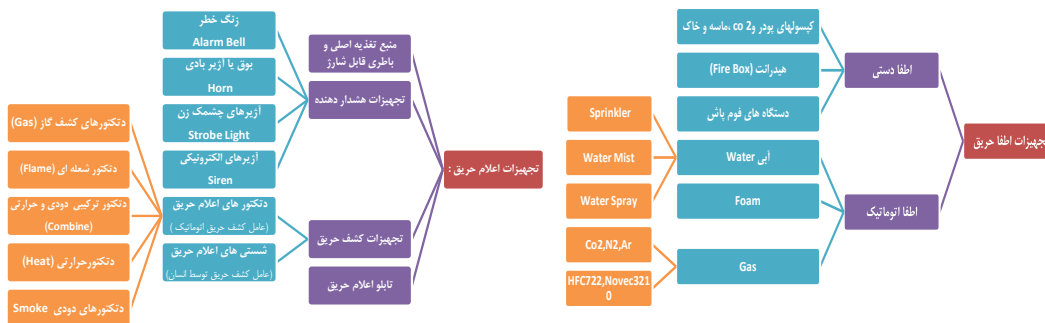 تجهیزات اعلام حریق :
منبع تغذیه اصلی و
باطری قابل شارژ
تجهیزات هشدار دهنده
تجهیزات کشف حریق
تابلو اعلام حریق
زنگ خطر
Alarm Bell
بوق یا آژیر بادی
Horn
آژیرهای چشمک زن
Strobe Light
آژیرهای الکترونیکی
Siren
دتکتور های اعلام حریق
(عامل کشف حریق اتوماتیک )
شستی های اعلام حریق
(عامل کشف حریق توسط انسان)
دتکتورهای کشف گاز (Gas)
دتکتور شعله ای (Flame)
دتکتور ترکیبی دودی و حرارتی
(Combine)
دتکتورحرارتی (Heat)
دتکتورهای دودی Smoke
تجهیزات اطفا حریق
اطفا دستی
اطفا اتوماتیک
کپسولهای پودر و co 2 ،ماسه و خاک
هیدرانت (Fire Box)
دستگاه های فوم پاش
آبی Water
Foam
Gas
Sprinkler
Water Mist
Water Spray
Co2,N2,Ar
HFC722,Novec321
0